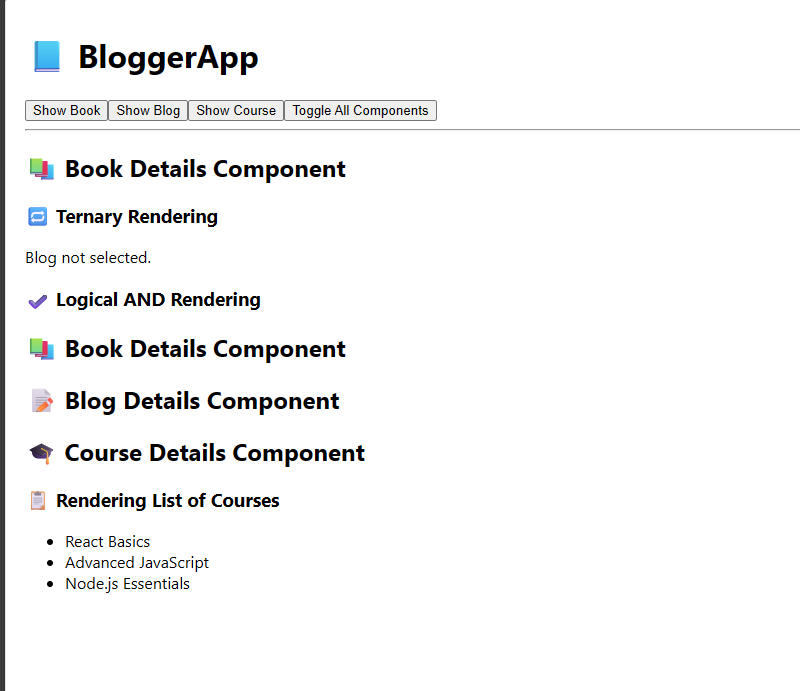 BloggerApp
Show Book Show Blog Show Course Toggle All Components
Book Details Component
Ternary Rendering
Blog not selected.
Logical AND Rendering
Book Details Component
Blog Details Component
Course Details Component
Rendering List of Courses
React Basics
Advanced JavaScript
Node.js Essentials